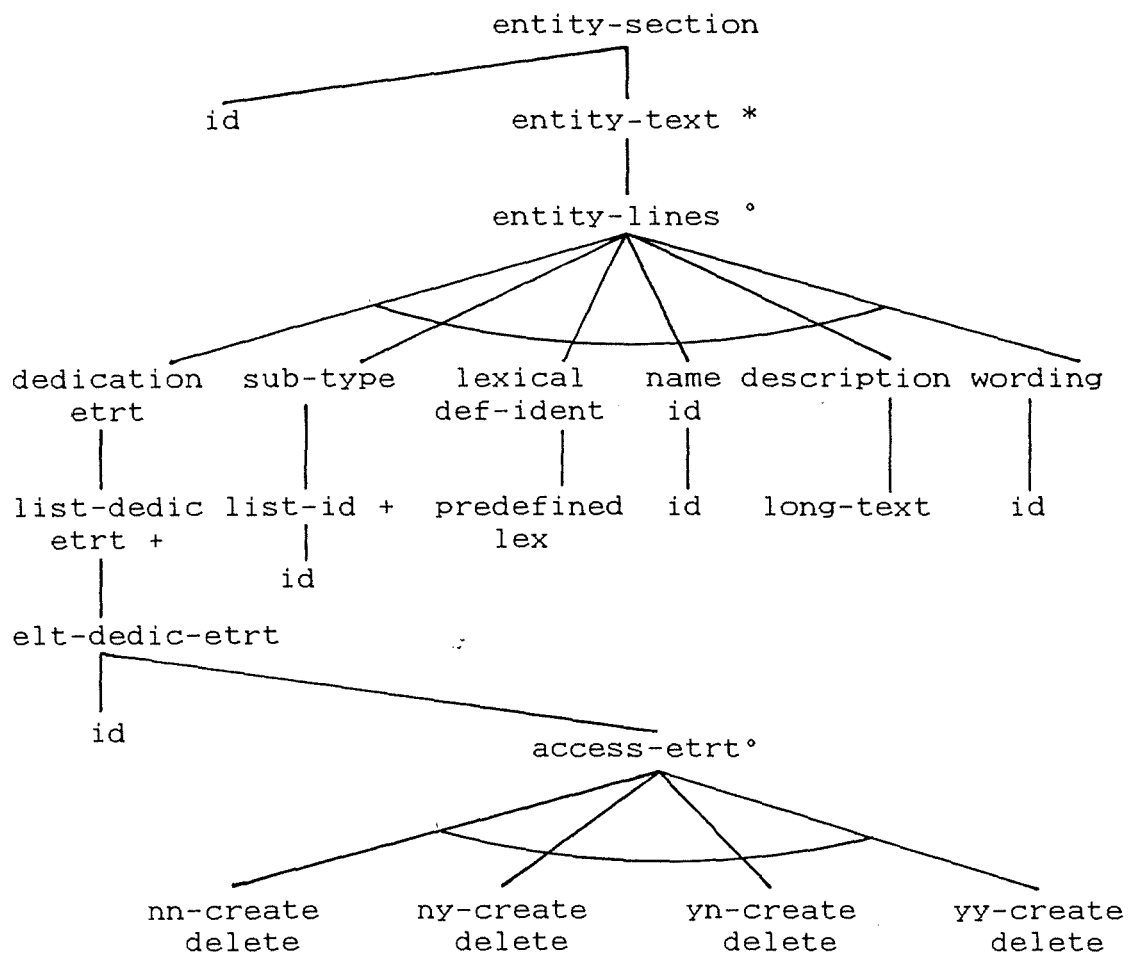 entity-section
id
entity-text *
entity-lines °
dedication sub-type lexical name description wording
etrt def-ident id
list-dedic list-id + predefined id long-text id
etrt + lex
id
elt-dedic-etrt
id
access-etrt°
nn-create ny-create yn-create yy-create
delete delete delete delete